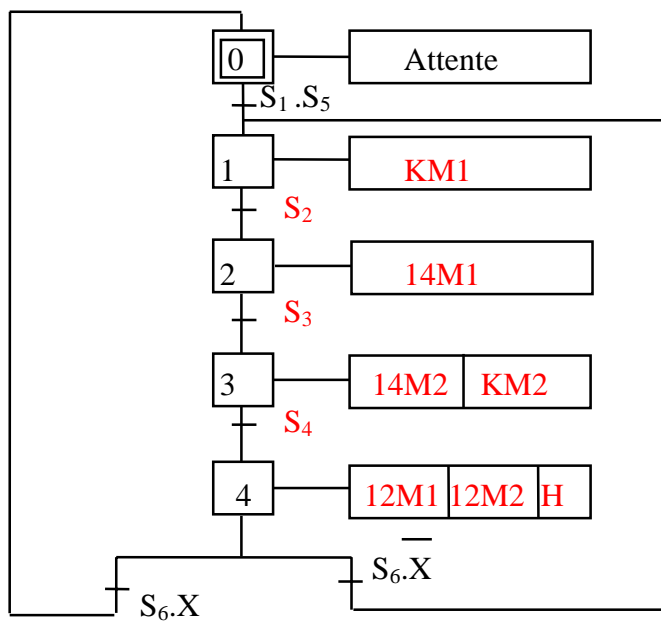 0 Attente
S₁ .S₅
1 KM1
S₂
2 14M1
S₃
3 14M2 KM2
S₄
4 12M1 12M2 H
S₆.X̅
S₆.X